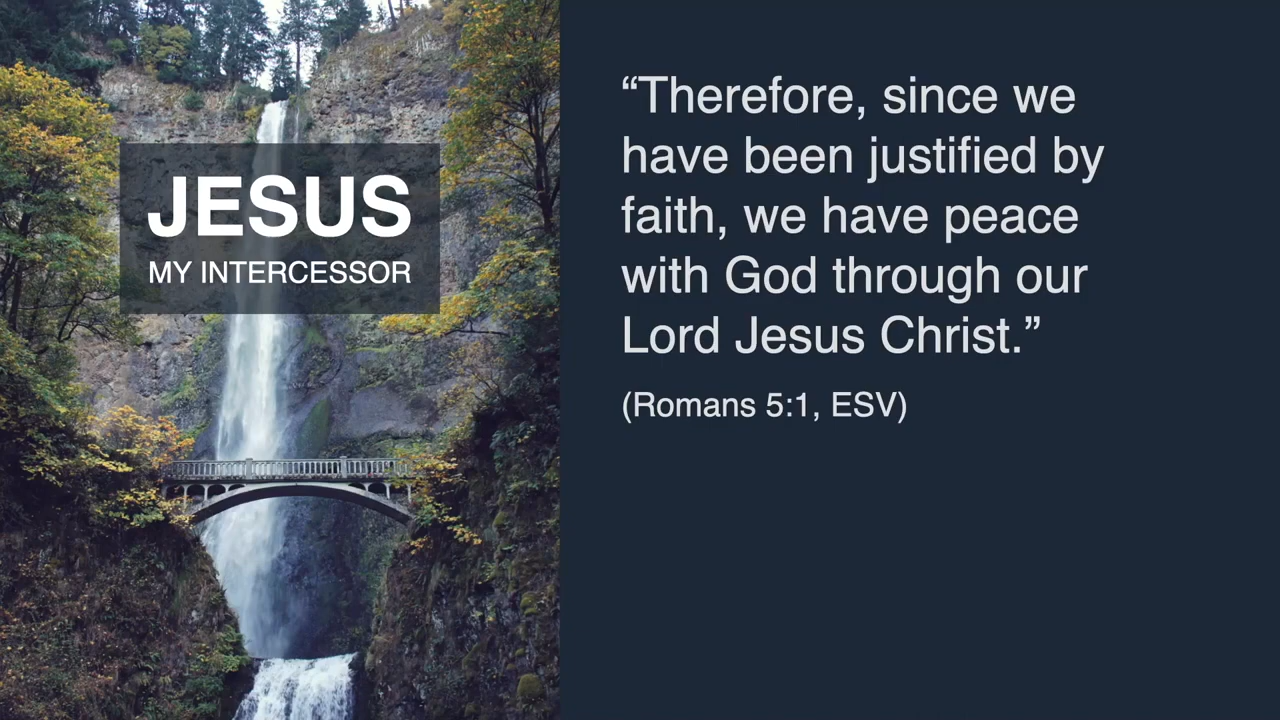 JESUS
MY INTERCESSOR
“Therefore, since we
have been justified by
faith, we have peace
with God through our
Lord Jesus Christ.”
(Romans 5:1, ESV)